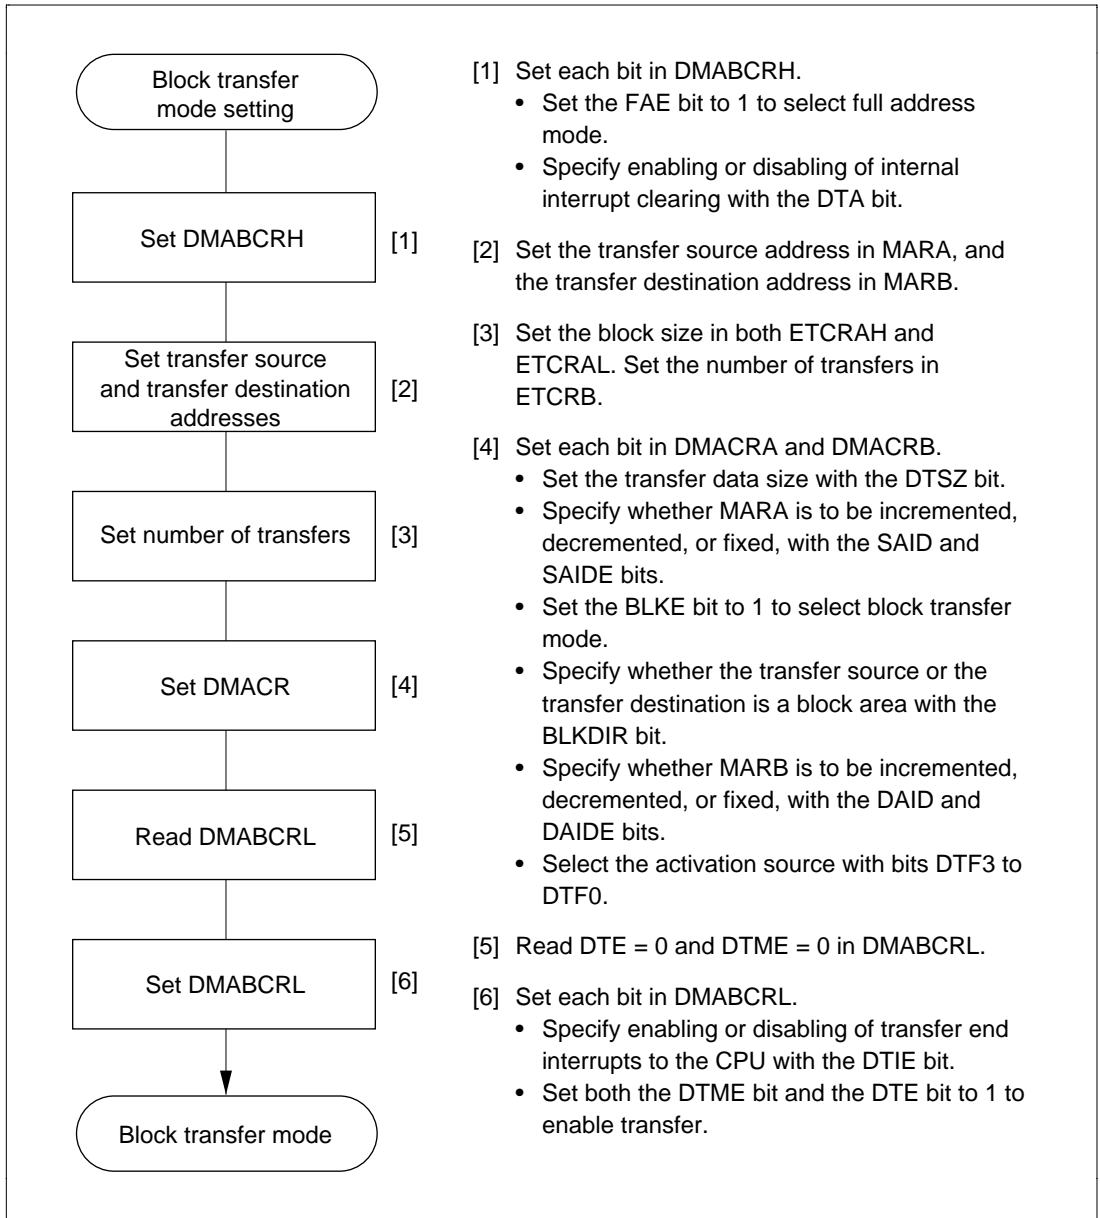 Block transfer
mode setting
Set DMABCRH
[1]
Set transfer source
and transfer destination
addresses
[2]
Set number of transfers
[3]
Set DMACR
[4]
Read DMABCRL
[5]
Set DMABCRL
[6]
Block transfer mode
[1] Set each bit in DMABCRH.
• Set the FAE bit to 1 to select full address
mode.
• Specify enabling or disabling of internal
interrupt clearing with the DTA bit.
[2] Set the transfer source address in MARA, and
the transfer destination address in MARB.
[3] Set the block size in both ETCRAH and
ETCRAL. Set the number of transfers in
ETCRB.
[4] Set each bit in DMACRA and DMACRB.
• Set the transfer data size with the DTSZ bit.
• Specify whether MARA is to be incremented,
decremented, or fixed, with the SAID and
SAIDE bits.
• Set the BLKE bit to 1 to select block transfer
mode.
• Specify whether the transfer source or the
transfer destination is a block area with the
BLKDIR bit.
• Specify whether MARB is to be incremented,
decremented, or fixed, with the DAID and
DAIDE bits.
• Select the activation source with bits DTF3 to
DTF0.
[5] Read DTE = 0 and DTME = 0 in DMABCRL.
[6] Set each bit in DMABCRL.
• Specify enabling or disabling of transfer end
interrupts to the CPU with the DTIE bit.
• Set both the DTME bit and the DTE bit to 1 to
enable transfer.